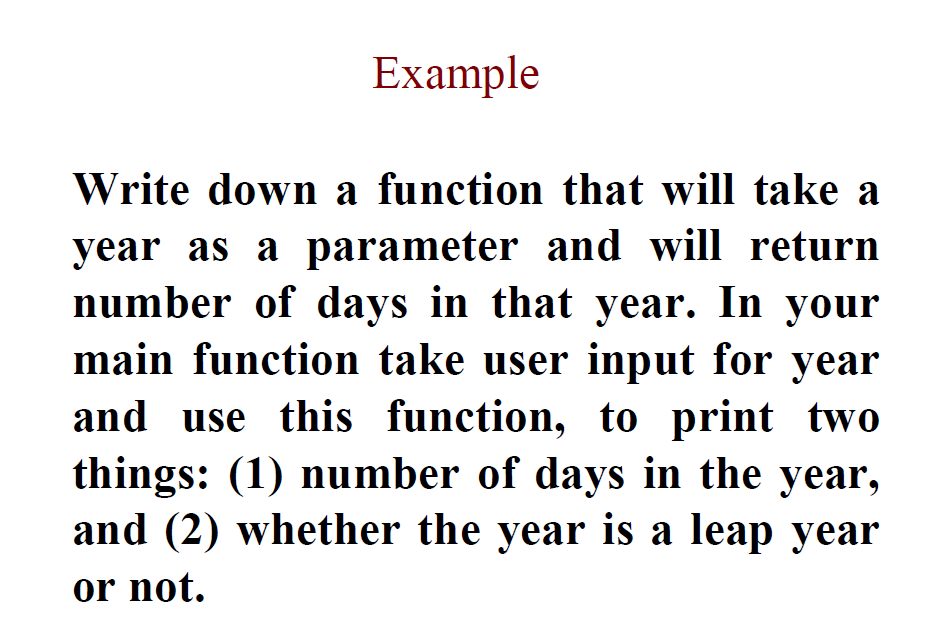 Example
Write down a function that will take a
year as a parameter and will return
number of days in that year. In your
main function take user input for year
and use this function, to print two
things: (1) number of days in the year,
and (2) whether the year is a leap year
or not.